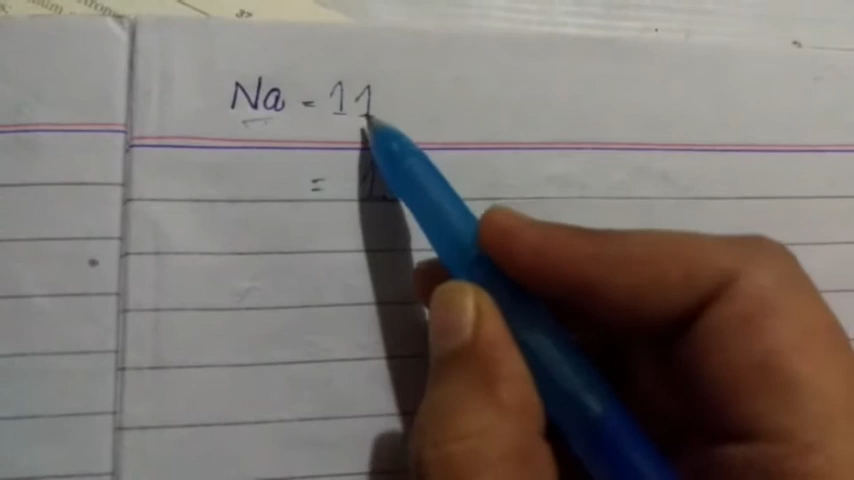 Na = 11
=